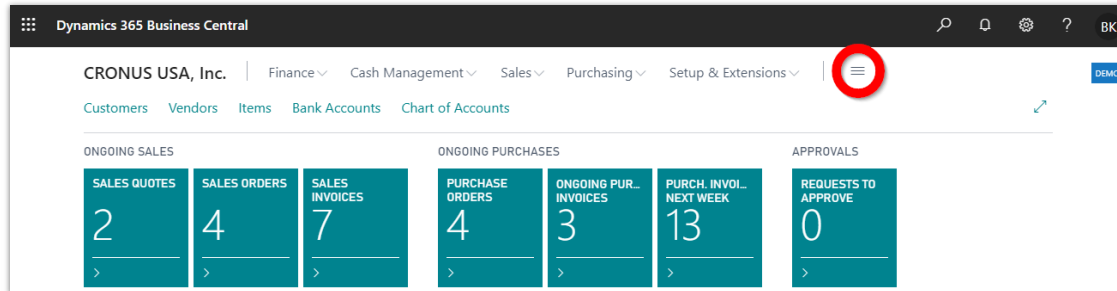 Dynamics 365 Business Central
BK
CRONUS USA, Inc. Finance Cash Management Sales Purchasing Setup & Extensions
DEMO
Customers Vendors Items Bank Accounts Chart of Accounts
ONGOING SALES ONGOING PURCHASES APPROVALS
SALES QUOTES
2
SALES ORDERS
4
SALES
INVOICES
7
PURCHASE
ORDERS
4
ONGOING PUR...
INVOICES
3
PURCH. INVOI...
NEXT WEEK
13
REQUESTS TO
APPROVE
0